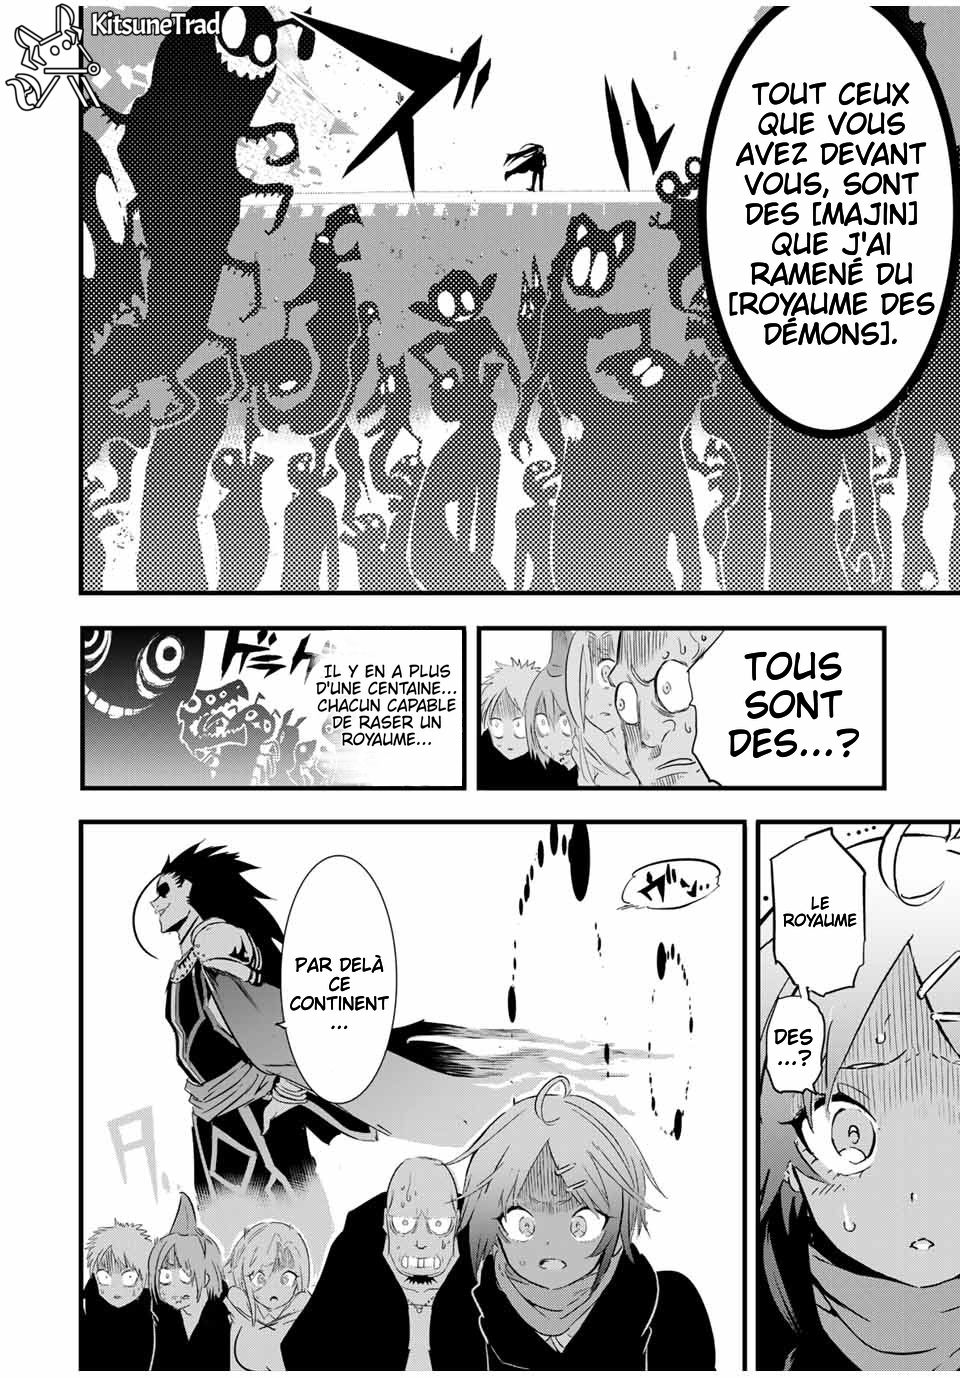 KitsuneTrad
TOUT CEUX
QUE VOUS
AVEZ DEVANT
VOUS, SONT
DES [MAJIN]
QUE J'AI
RAMENÉ DU
[ROYAUME DES
DÉMONS].
TOUS
SONT
DES...?
IL Y EN A PLUS
D'UNE CENTAINE...
CHACUN CAPABLE
DE RASER UN
ROYAUME...
LE
ROYAUME
DES
...?
PAR DELÀ
CE
CONTINENT
...